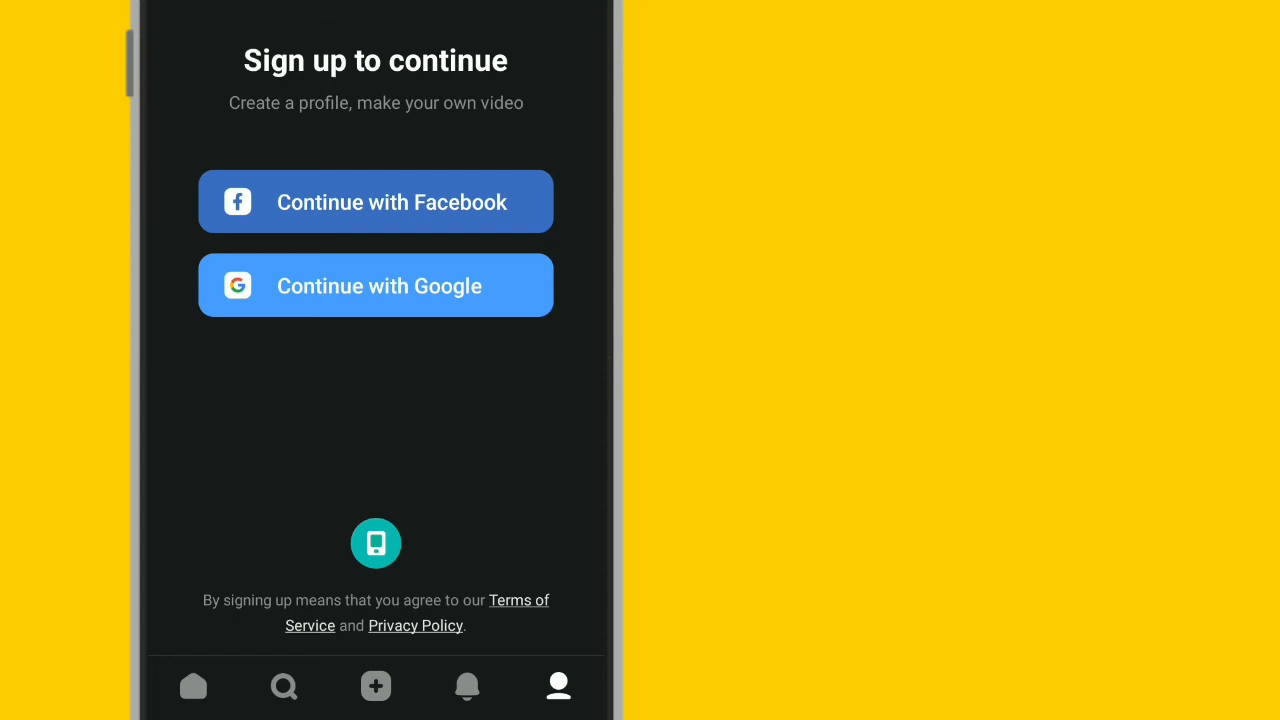 Sign up to continue
Create a profile, make your own video
Continue with Facebook
Continue with Google
By signing up means that you agree to our Terms of
Service and Privacy Policy.